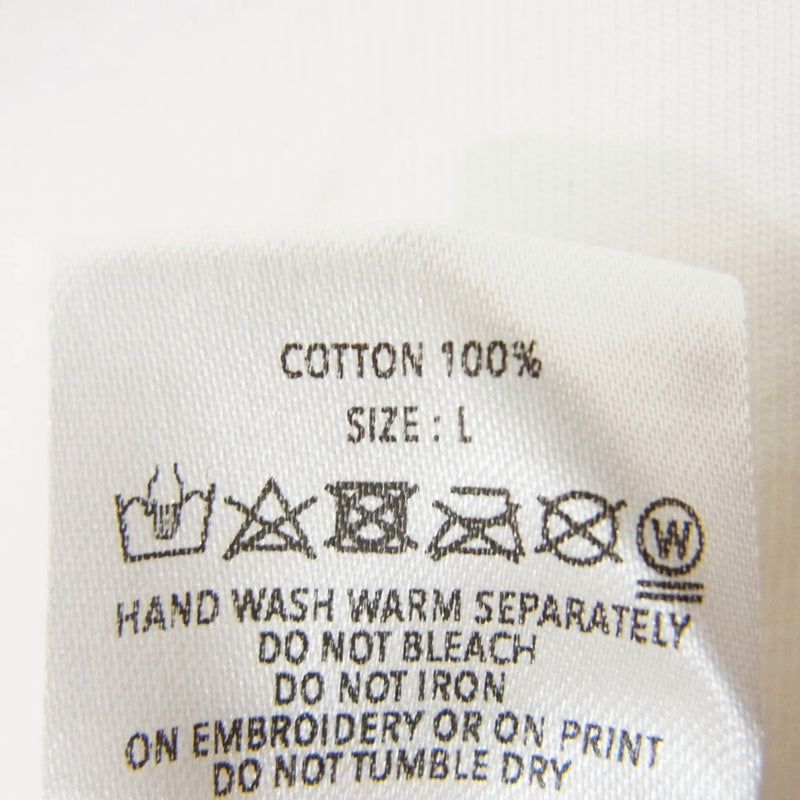 COTTON 100%
SIZE : L
W
HAND WASH WARM SEPARATELY
DO NOT BLEACH
DO NOT IRON
ON EMBROIDERY OR ON PRINT
DO NOT TUMBLE DRY